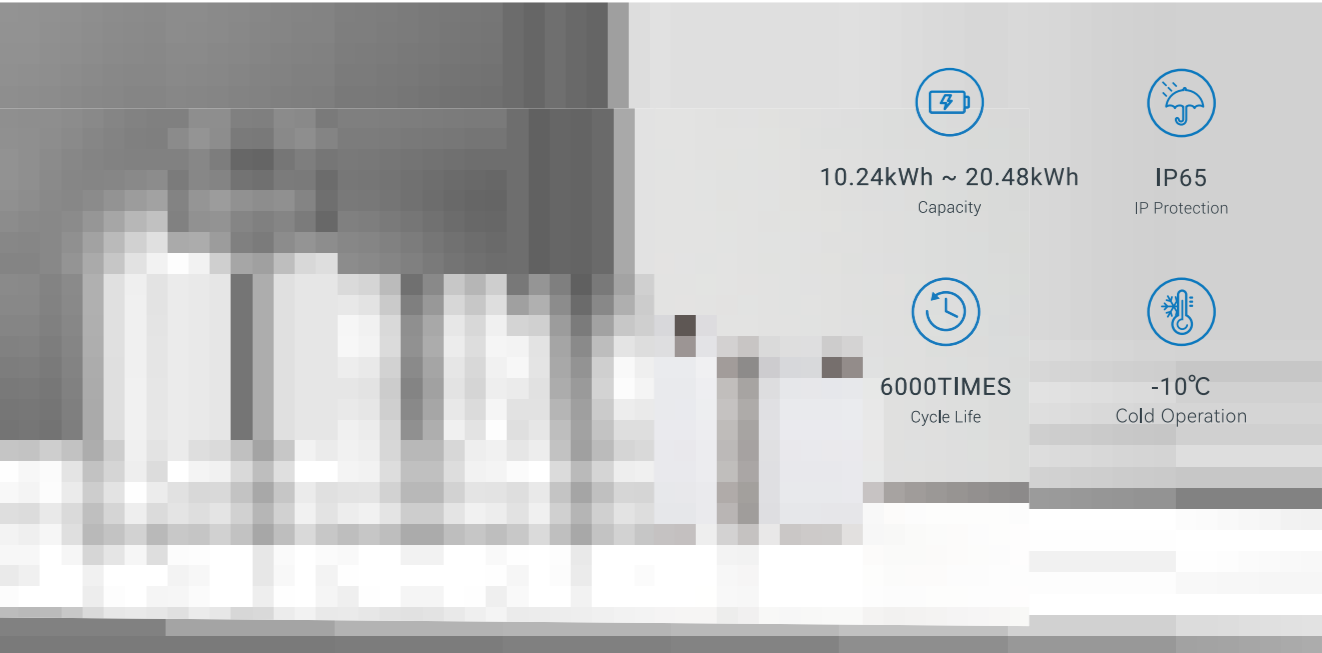 10.24kWh ~ 20.48kWh
Capacity
IP65
IP Protection
6000TIMES
Cycle Life
-10℃
Cold Operation